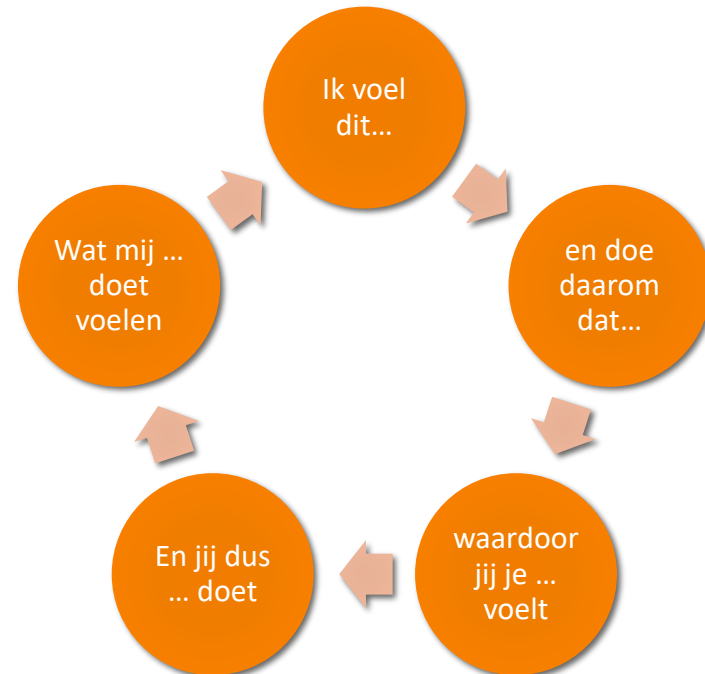 Ik voel
dit...
en doe
daarom
dat...
waardoor
jij je ...
voelt
En jij dus
... doet
Wat mij ...
doet
voelen